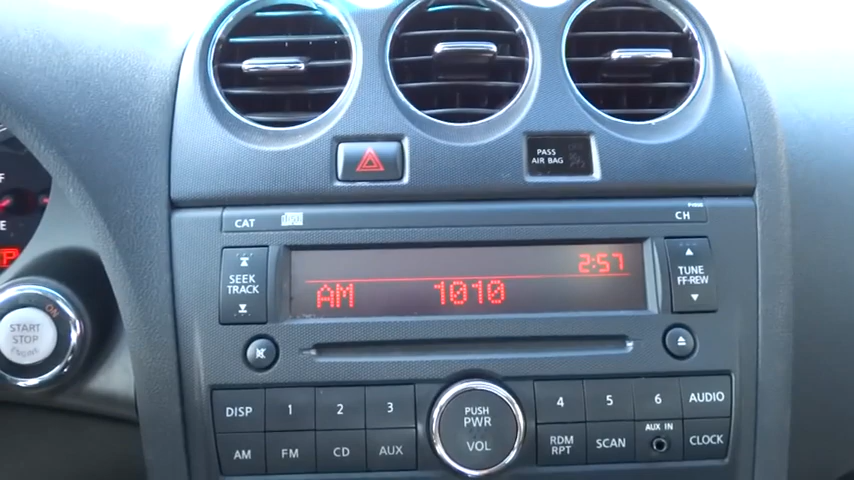 PASS
AIR BAG
CAT
CH
SEEK
TRACK
2:57
AM 1010
TUNE
FF·REW
ON
START
STOP
DISP
1
2
3
PUSH
PWR
VOL
4
5
6
AUDIO
AM
FM
CD
AUX
RDM
RPT
SCAN
AUX IN
CLOCK